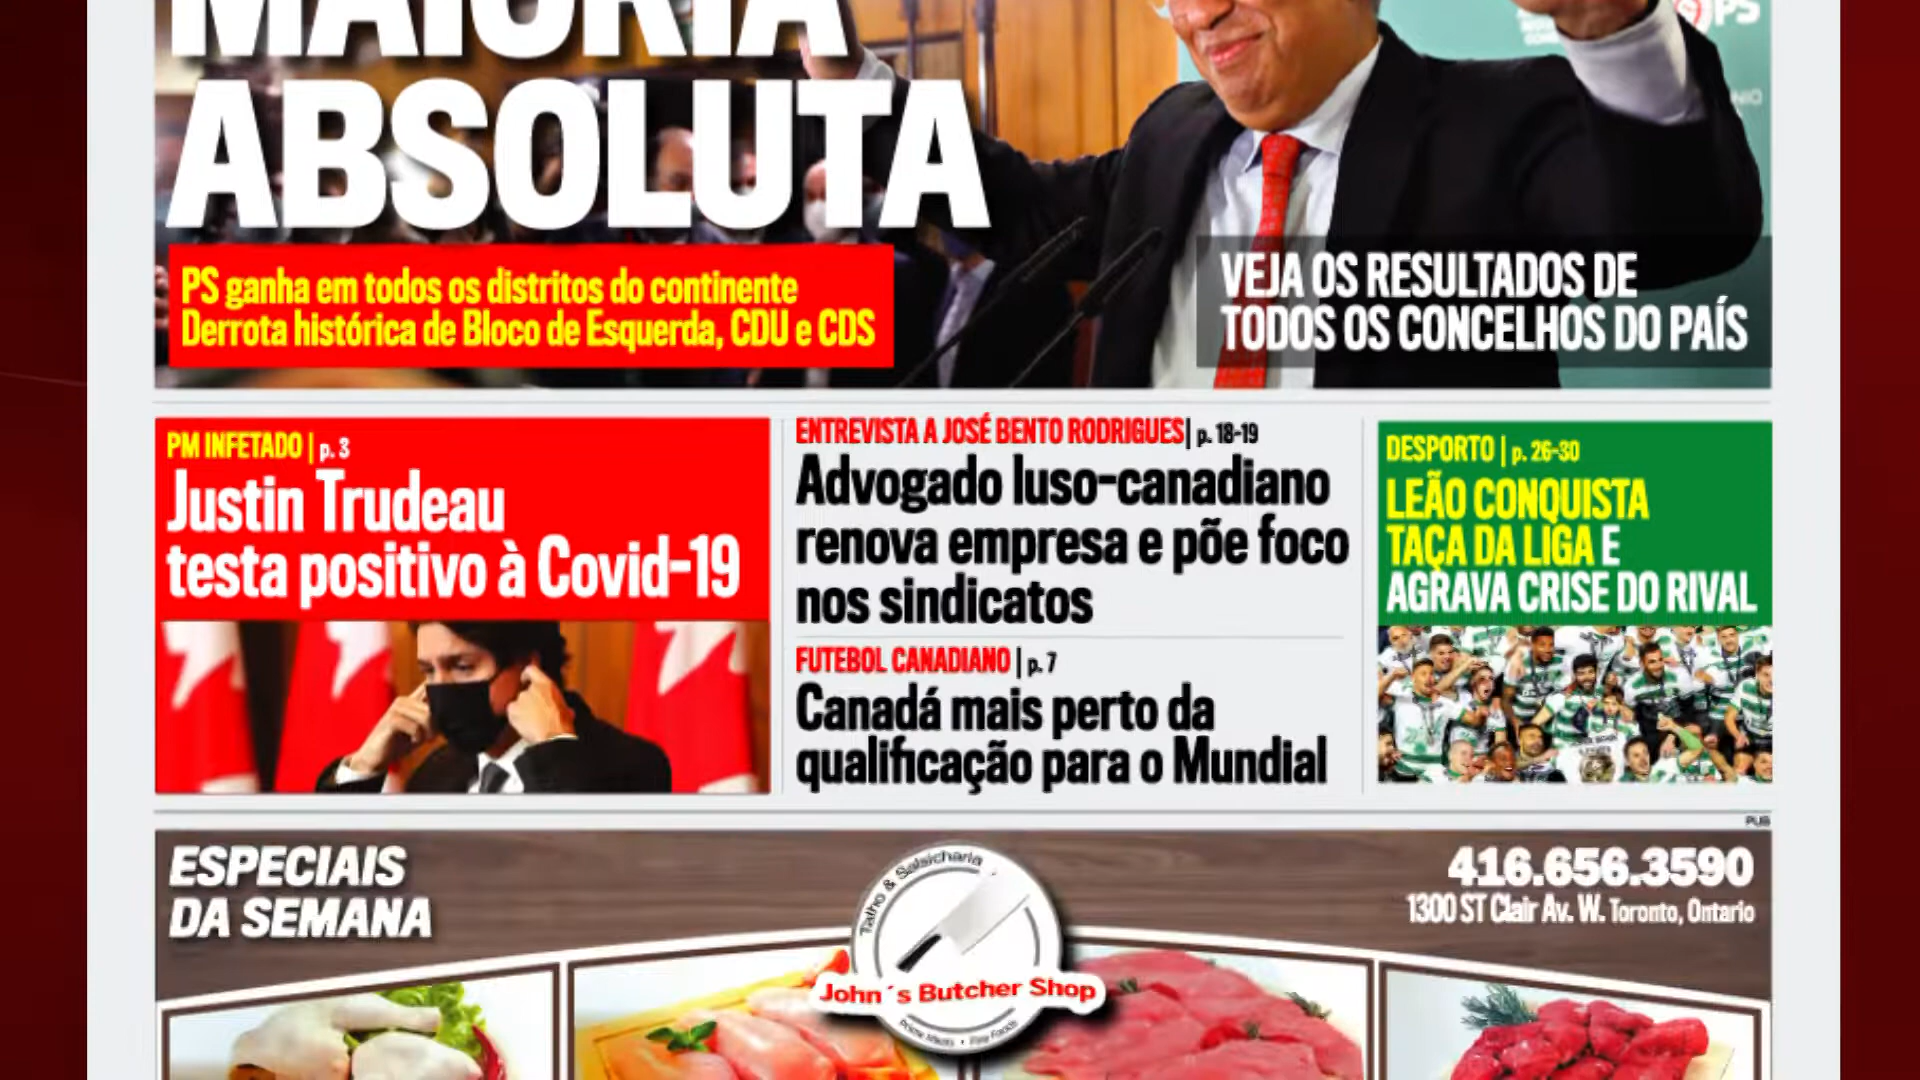 MAIORIA
ABSOLUTA
PS
PS ganha em todos os distritos do continente
Derrota histórica de Bloco de Esquerda, CDU e CDS
VEJA OS RESULTADOS DE
TODOS OS CONCELHOS DO PAÍS
PM INFETADO | p. 3
Justin Trudeau
testa positivo à Covid-19
ENTREVISTA A JOSÉ BENTO RODRIGUES| p. 18-19
Advogado luso-canadiano
renova empresa e põe foco
nos sindicatos
FUTEBOL CANADIANO | p. 7
Canadá mais perto da
qualificação para o Mundial
DESPORTO | p. 26-30
LEÃO CONQUISTA
TAÇA DA LIGA E
AGRAVA CRISE DO RIVAL
PUB
ESPECIAIS
DA SEMANA
Talho & Salsicharia
John´s Butcher Shop
416.656.3590
1300 ST Clair Av. W. Toronto, Ontario